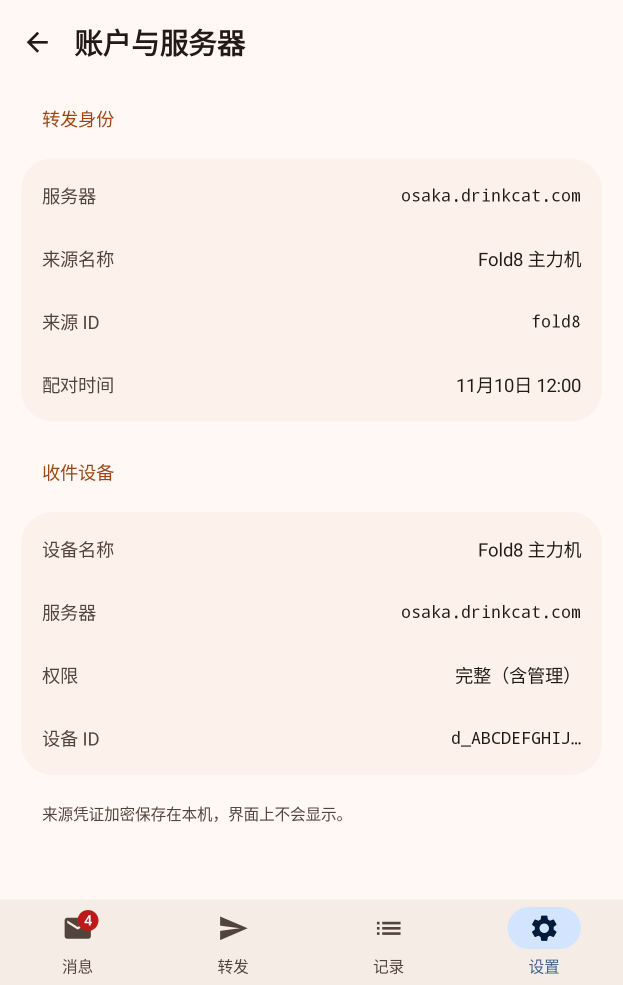 账户与服务器
转发身份
服务器 osaka.drinkcat.com
来源名称 Fold8 主力机
来源 ID fold8
配对时间 11月10日 12:00
收件设备
设备名称 Fold8 主力机
服务器 osaka.drinkcat.com
权限 完整（含管理）
设备 ID d_ABCDEFGHIJ…
来源凭证加密保存在本机，界面上不会显示。
4
消息 转发 记录 设置